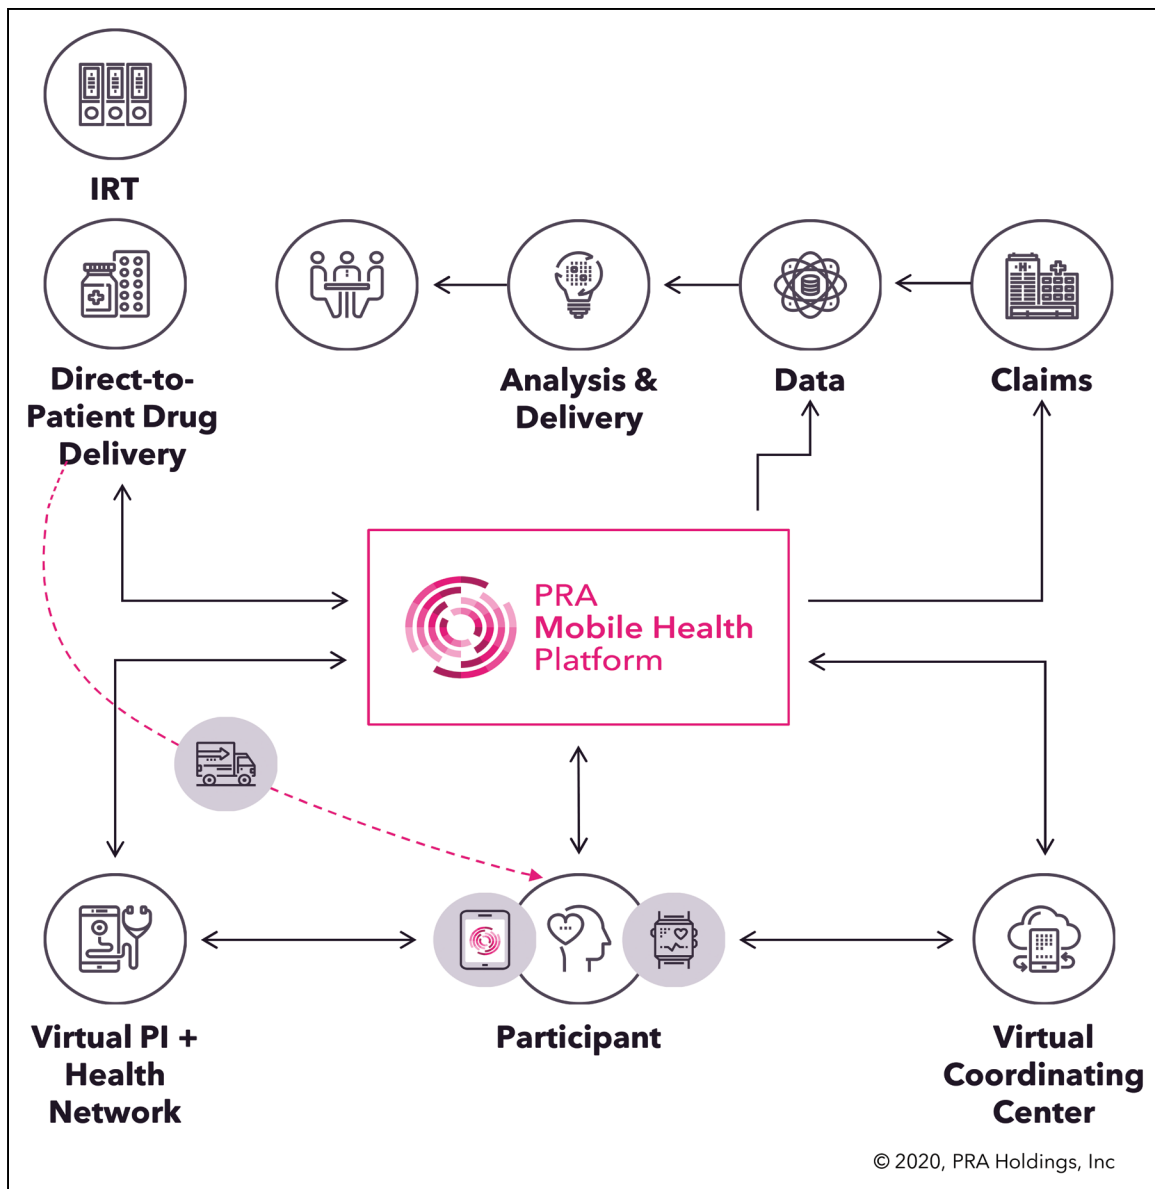 IRT
Direct-to-
Patient Drug
Delivery
Analysis &
Delivery
Data
Claims
PRA
Mobile Health
Platform
Virtual PI +
Health
Network
Participant
Virtual
Coordinating
Center
© 2020, PRA Holdings, Inc